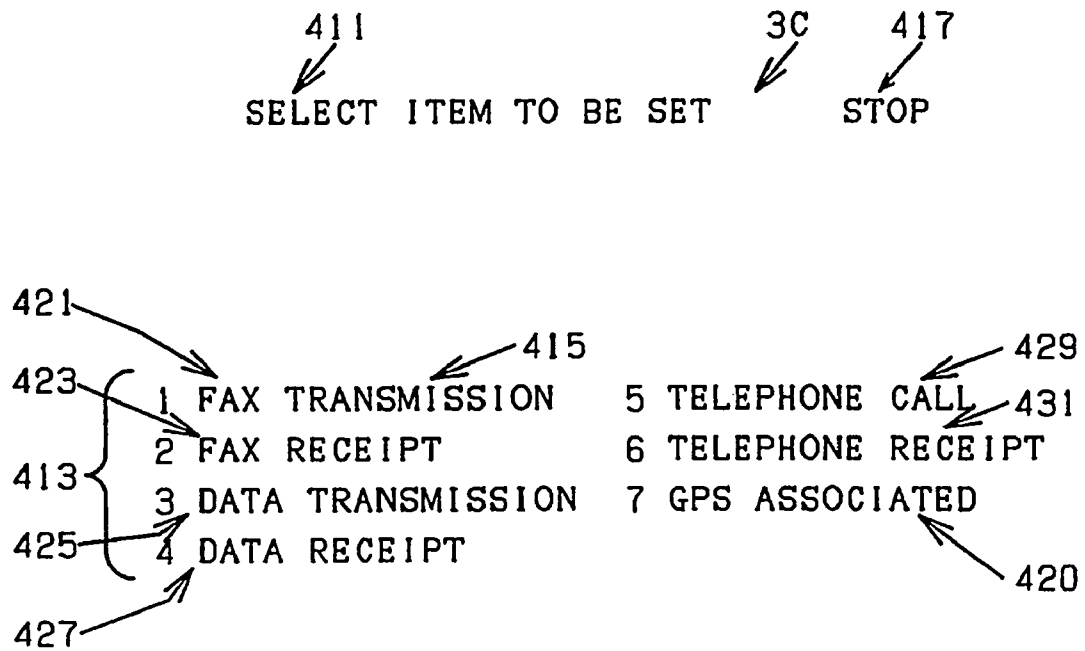 411 3C 417
SELECT ITEM TO BE SET STOP
421
415 429
423
1 FAX TRANSMISSION 5 TELEPHONE CALL
431
2 FAX RECEIPT 6 TELEPHONE RECEIPT
413
3 DATA TRANSMISSION 7 GPS ASSOCIATED
425
4 DATA RECEIPT
420
427